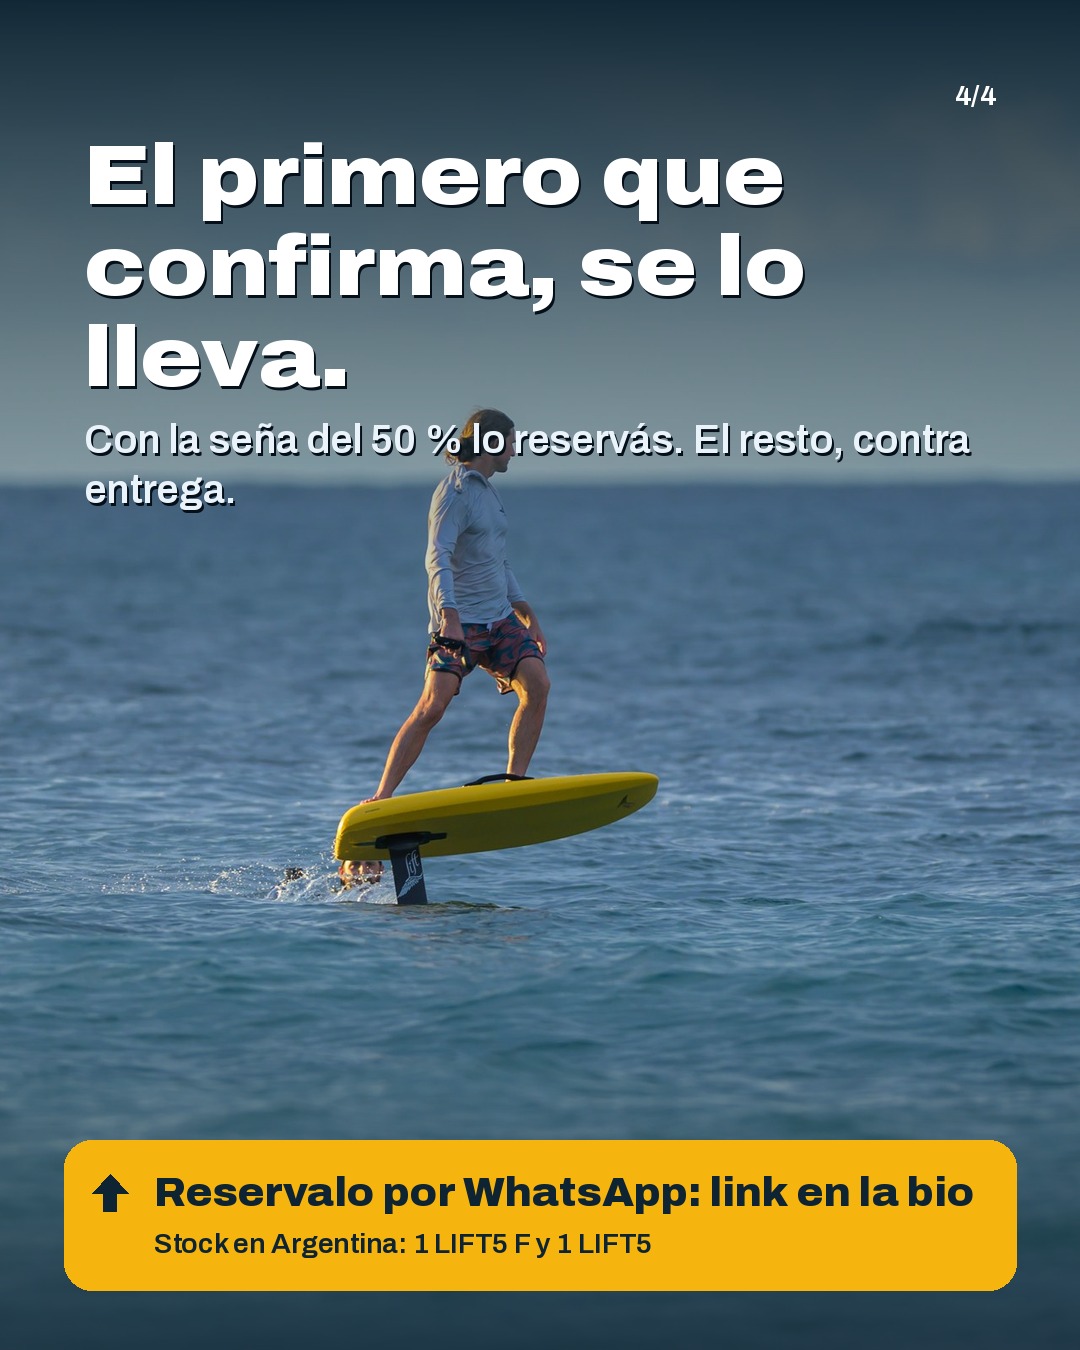 4/4
El primero que
confirma, se lo
lleva.
Con la seña del 50 % lo reservás. El resto, contra
entrega.
lift
Reservalo por WhatsApp: link en la bio
Stock en Argentina: 1 LIFT5 F y 1 LIFT5